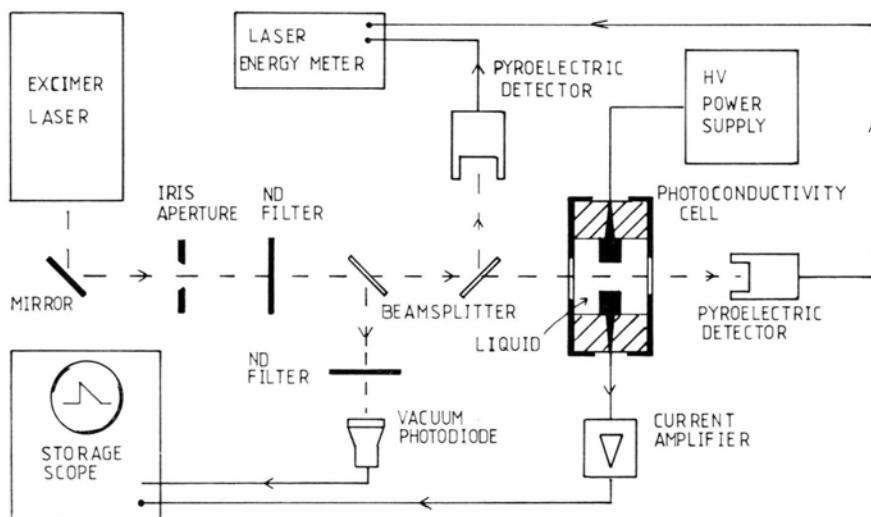 EXCIMER
LASER
LASER
ENERGY METER
PYROELECTRIC
DETECTOR
HV
POWER
SUPPLY
IRIS
APERTURE
ND
FILTER
PHOTOCONDUCTIVITY
CELL
MIRROR
BEAMSPLITTER
LIQUID
PYROELECTRIC
DETECTOR
ND
FILTER
STORAGE
SCOPE
VACUUM
PHOTODIODE
CURRENT
AMPLIFIER